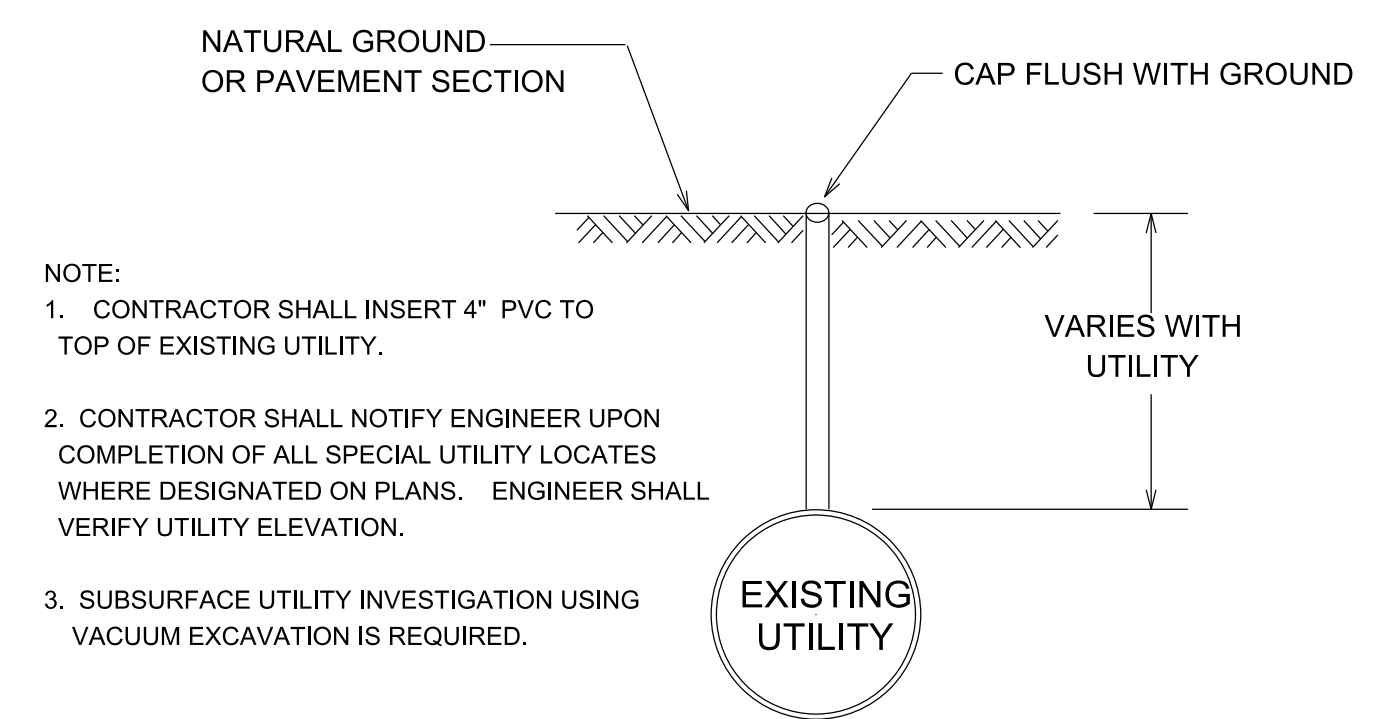 NATURAL GROUND
OR PAVEMENT SECTION
CAP FLUSH WITH GROUND
NOTE:
1. CONTRACTOR SHALL INSERT 4" PVC TO
TOP OF EXISTING UTILITY.
2. CONTRACTOR SHALL NOTIFY ENGINEER UPON
COMPLETION OF ALL SPECIAL UTILITY LOCATES
WHERE DESIGNATED ON PLANS. ENGINEER SHALL
VERIFY UTILITY ELEVATION.
3. SUBSURFACE UTILITY INVESTIGATION USING
VACUUM EXCAVATION IS REQUIRED.
VARIES WITH
UTILITY
EXISTING
UTILITY